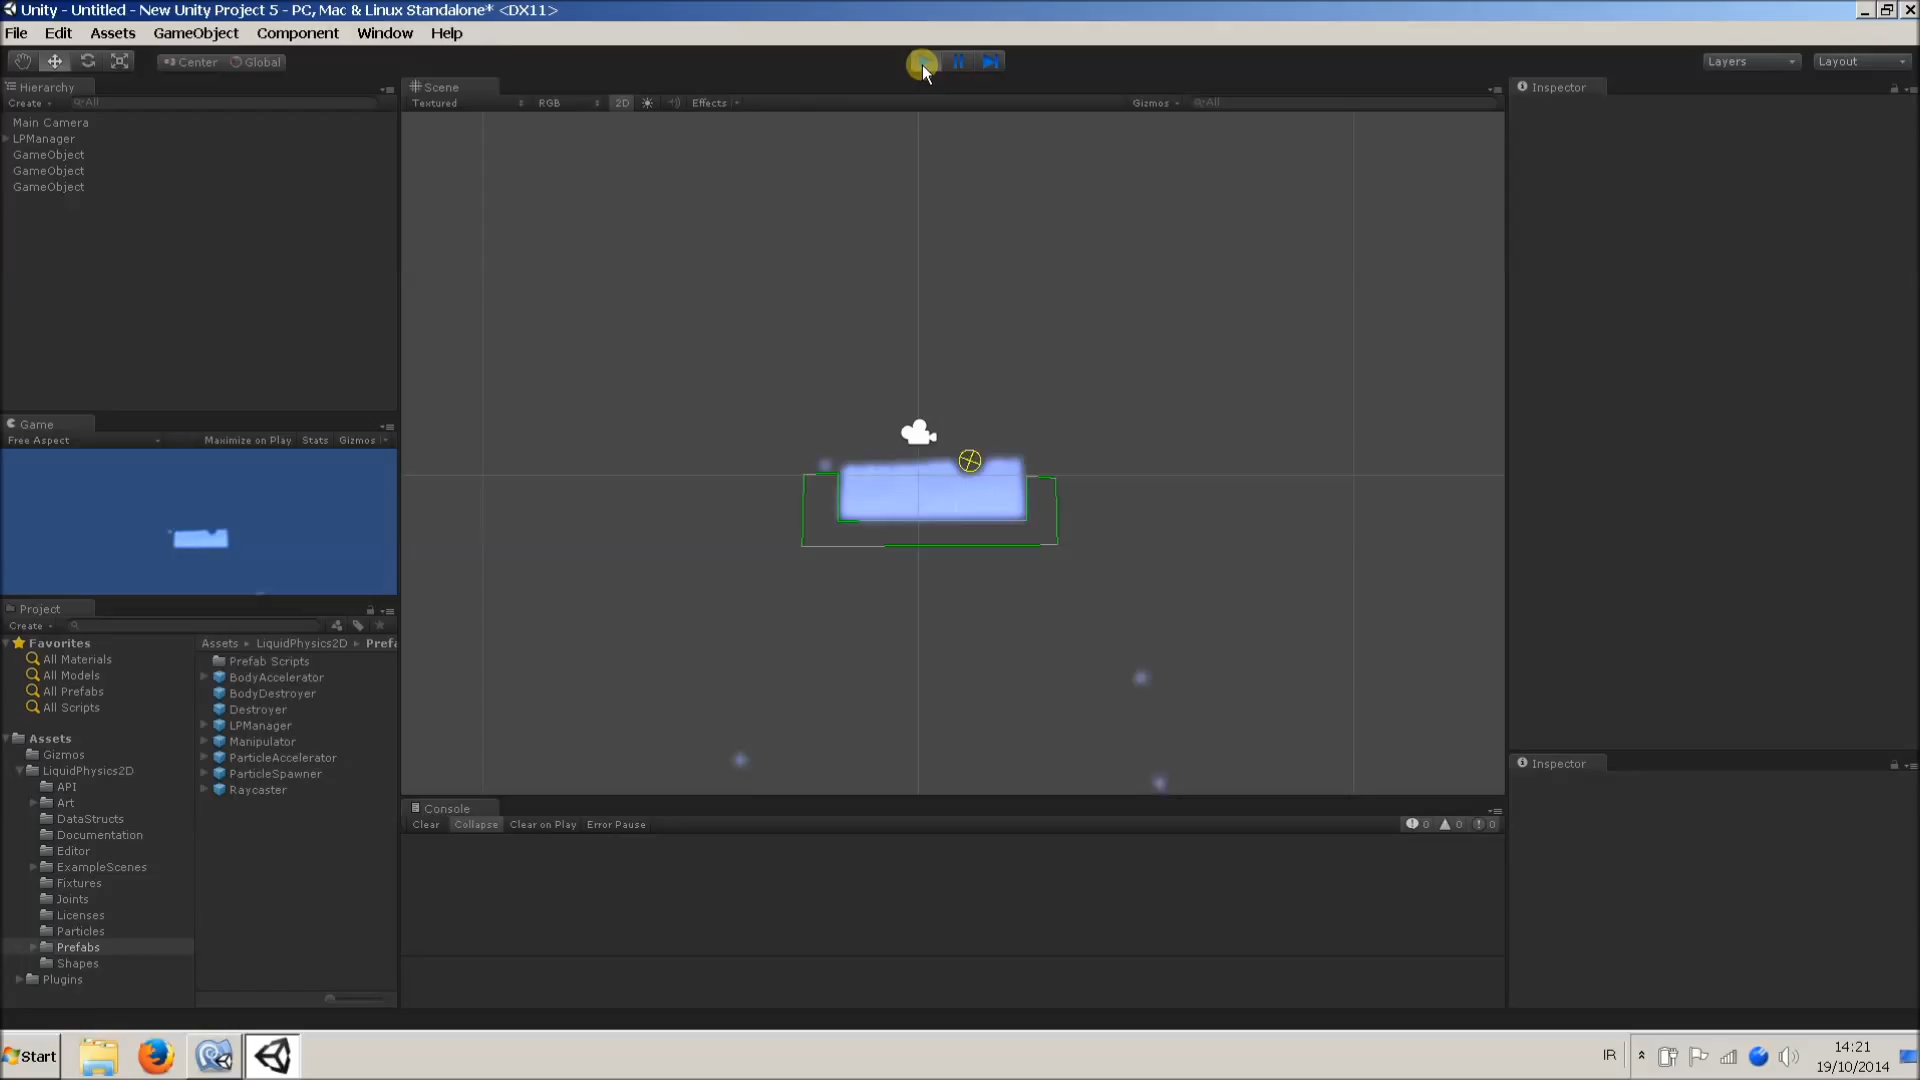 Unity - Untitled - New Unity Project 5 - PC, Mac & Linux Standalone* <DX11>
File Edit Assets GameObject Component Window Help
Center Global
Layers Layout
Hierarchy
Create All
Main Camera
LPManager
GameObject
GameObject
GameObject
Scene
Textured RGB 2D Effects Gizmos All
Inspector
Game
Free Aspect Maximize on Play Stats Gizmos
Project
Create
Favorites
All Materials
All Models
All Prefabs
All Scripts
Assets
Gizmos
LiquidPhysics2D
API
Art
DataStructs
Documentation
Editor
ExampleScenes
Fixtures
Joints
Licenses
Particles
Prefabs
Shapes
Plugins
Assets LiquidPhysics2D Prefa
Prefab Scripts
BodyAccelerator
BodyDestroyer
Destroyer
LPManager
Manipulator
ParticleAccelerator
ParticleSpawner
Raycaster
Console
Clear Collapse Clear on Play Error Pause 0 0 0
Inspector
Start
IR
14:21
19/10/2014